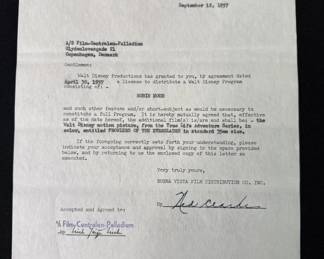 September 12, 1957
A/S Film-Centralen-Palladium
Copenhagen, Denmark
Gentlemen:
Walt Disney Productions has granted to you, by agreement dated
April 30, 1957 a license to distribute a Walt Disney Program
consisting of -
ROBIN HOOD
and such other feature and/or short-subject as would be necessary to
constitute a full Program. It is hereby mutually agreed that, effective
as of the date hereof, the additional film(s) is/are and shall be: - the
Walt Disney motion picture, from the True Life Adventure Series, in
color, entitled PROWLERS OF THE EVERGLADES in standard 35mm size.
If the foregoing correctly sets forth your understanding, please
indicate your acceptance and approval by signing in the space provided
below, and by returning to us the enclosed copy of this letter so
executed.
Very truly yours,
BUENA VISTA FILM DISTRIBUTION CO. INC.
By Ned Clarke
Accepted and Agreed to:
A/S Film-Centralen-Palladium